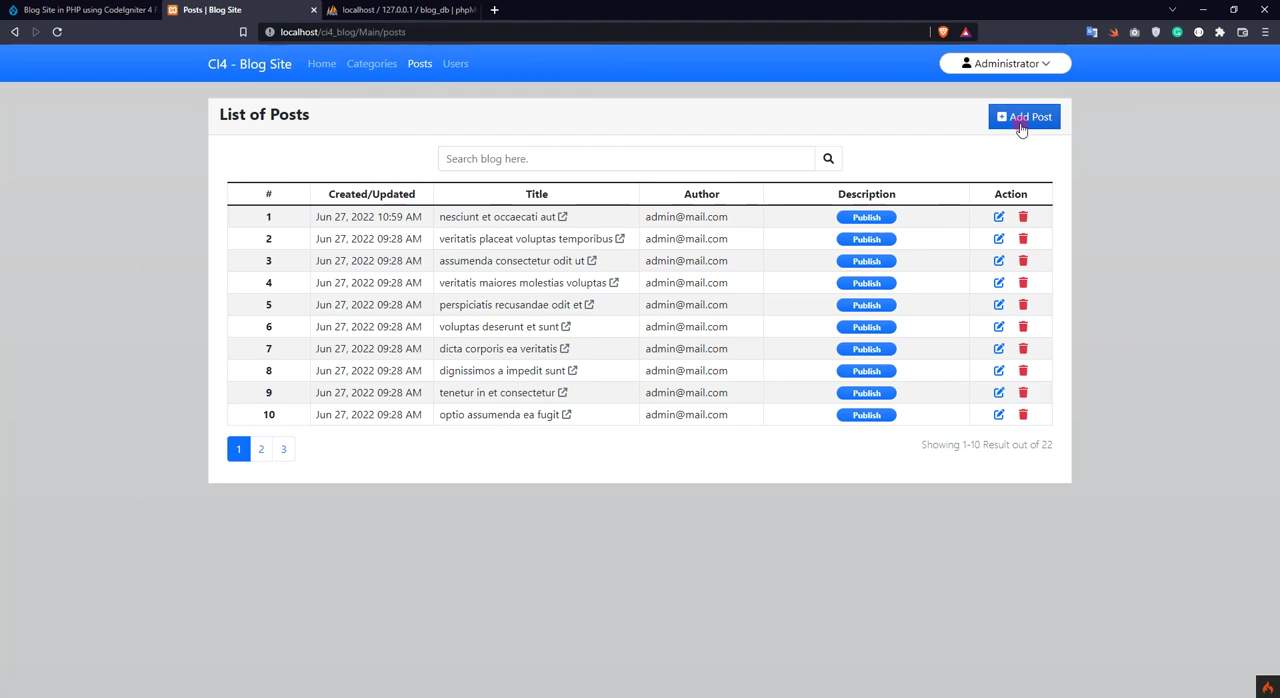 Blog Site in PHP using CodeIgniter 4 F
Posts | Blog Site
localhost / 127.0.0.1 / blog_db | phpM
localhost/ci4_blog/Main/posts
CI4 - Blog Site Home Categories Posts Users Administrator
List of Posts Add Post
Search blog here.
# Created/Updated Title Author Description Action
1 Jun 27, 2022 10:59 AM nesciunt et occaecati aut admin@mail.com Publish
2 Jun 27, 2022 09:28 AM veritatis placeat voluptas temporibus admin@mail.com Publish
3 Jun 27, 2022 09:28 AM assumenda consectetur odit ut admin@mail.com Publish
4 Jun 27, 2022 09:28 AM veritatis maiores molestias voluptas admin@mail.com Publish
5 Jun 27, 2022 09:28 AM perspiciatis recusandae odit et admin@mail.com Publish
6 Jun 27, 2022 09:28 AM voluptas deserunt et sunt admin@mail.com Publish
7 Jun 27, 2022 09:28 AM dicta corporis ea veritatis admin@mail.com Publish
8 Jun 27, 2022 09:28 AM dignissimos a impedit sunt admin@mail.com Publish
9 Jun 27, 2022 09:28 AM tenetur in et consectetur admin@mail.com Publish
10 Jun 27, 2022 09:28 AM optio assumenda ea fugit admin@mail.com Publish
1 2 3 Showing 1-10 Result out of 22